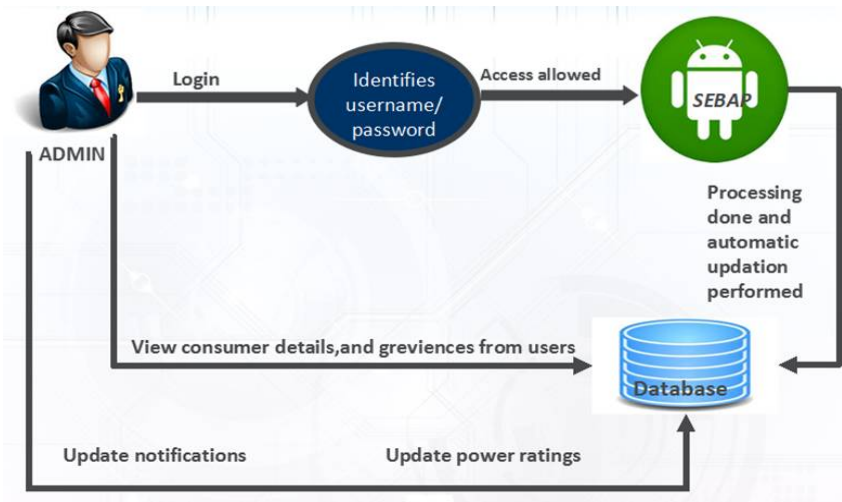 Login
Identifies
username/
password
Access allowed
SEBAP
ADMIN
Processing
done and
automatic
updation
performed
View consumer details,and greviences from users
Database
Update notifications
Update power ratings